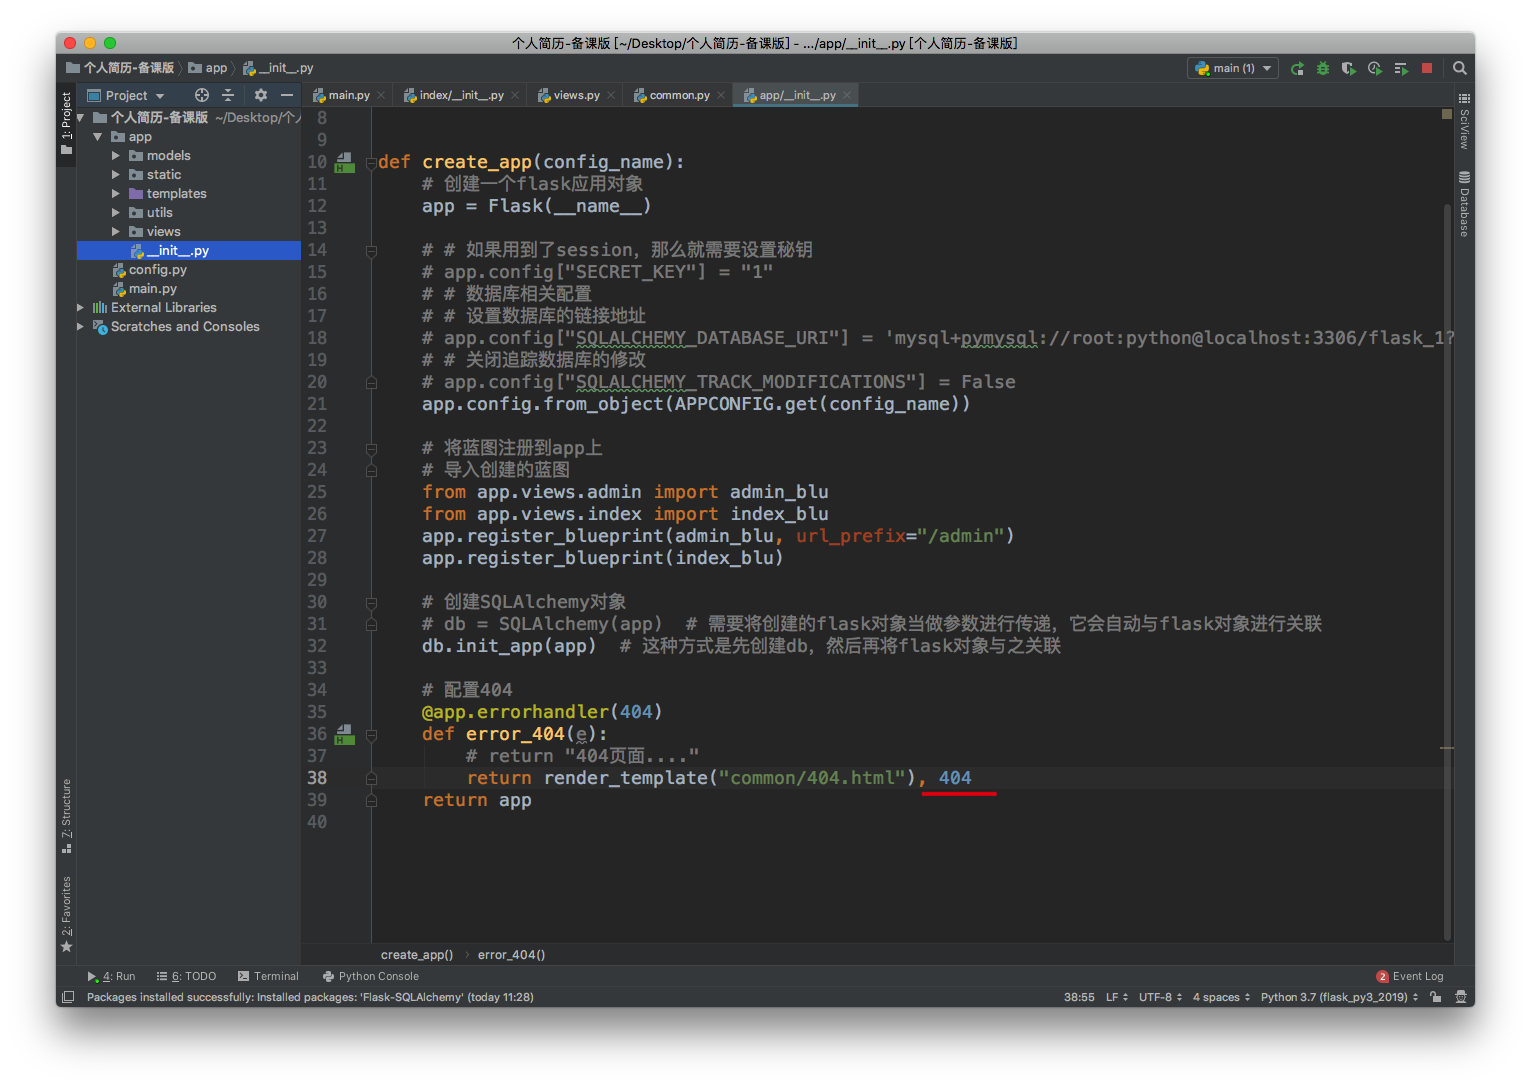 个人简历-备课版 [~/Desktop/个人简历-备课版] - .../app/__init__.py [个人简历-备课版]
个人简历-备课版 app __init__.py
main (1)
Project
main.py index/__init__.py views.py common.py app/__init__.py
1: Project
个人简历-备课版 ~/Desktop/个人
app
models
static
templates
utils
views
__init__.py
config.py
main.py
External Libraries
Scratches and Consoles
7: Structure
2: Favorites
SciView
Database
8
9
10 def create_app(config_name):
11 # 创建一个flask应用对象
12 app = Flask(__name__)
13
14 # # 如果用到了session，那么就需要设置秘钥
15 # app.config["SECRET_KEY"] = "1"
16 # # 数据库相关配置
17 # # 设置数据库的链接地址
18 # app.config["SQLALCHEMY_DATABASE_URI"] = 'mysql+pymysql://root:python@localhost:3306/flask_1?
19 # # 关闭追踪数据库的修改
20 # app.config["SQLALCHEMY_TRACK_MODIFICATIONS"] = False
21 app.config.from_object(APPCONFIG.get(config_name))
22
23 # 将蓝图注册到app上
24 # 导入创建的蓝图
25 from app.views.admin import admin_blu
26 from app.views.index import index_blu
27 app.register_blueprint(admin_blu, url_prefix="/admin")
28 app.register_blueprint(index_blu)
29
30 # 创建SQLAlchemy对象
31 # db = SQLAlchemy(app) # 需要将创建的flask对象当做参数进行传递，它会自动与flask对象进行关联
32 db.init_app(app) # 这种方式是先创建db，然后再将flask对象与之关联
33
34 # 配置404
35 @app.errorhandler(404)
36 def error_404(e):
37 # return "404页面...."
38 return render_template("common/404.html"), 404
39 return app
40
create_app() › error_404()
4: Run 6: TODO Terminal Python Console 2 Event Log
Packages installed successfully: Installed packages: 'Flask-SQLAlchemy' (today 11:28) 38:55 LF UTF-8 4 spaces Python 3.7 (flask_py3_2019)